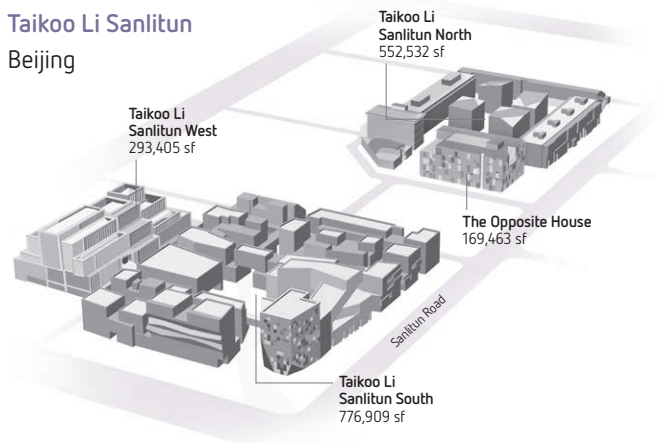 Taikoo Li Sanlitun
Beijing
Taikoo Li
Sanlitun North
552,532 sf
Taikoo Li
Sanlitun West
293,405 sf
The Opposite House
169,463 sf
Sanlitun Road
Taikoo Li
Sanlitun South
776,909 sf